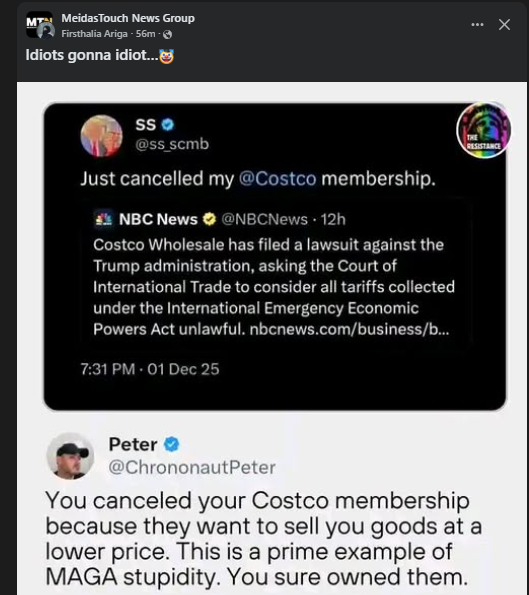 MeidasTouch News Group
Firsthalia Ariga · 56m ·
Idiots gonna idiot...🤡
SS
@ss_scmb
THE
RESISTANCE
Just cancelled my @Costco membership.
NBC News @NBCNews · 12h
Costco Wholesale has filed a lawsuit against the
Trump administration, asking the Court of
International Trade to consider all tariffs collected
under the International Emergency Economic
Powers Act unlawful. nbcnews.com/business/b...
7:31 PM · 01 Dec 25
Peter
@ChrononautPeter
You canceled your Costco membership
because they want to sell you goods at a
lower price. This is a prime example of
MAGA stupidity. You sure owned them.